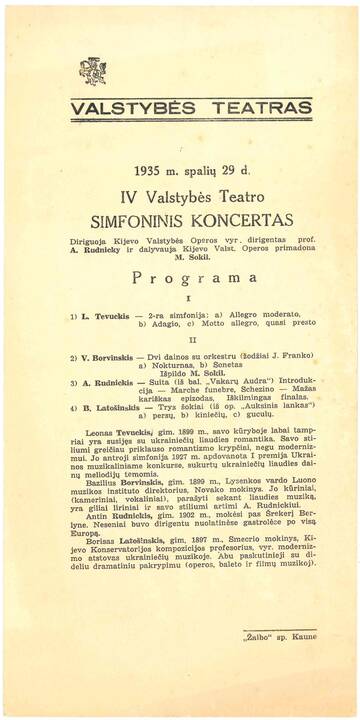 VALSTYBĖS TEATRAS
1935 m. spalių 29 d.
IV Valstybės Teatro
SIMFONINIS KONCERTAS
Diriguoja Kijevo Valstybės Operos vyr. dirigentas prof.
A. Rudnicky ir dalyvauja Kijevo Valst. Operos primadona
M. Sokil.
Programa
I
1) L. Tevuckis — 2-ra simfonija: a) Allegro moderato,
b) Adagio, c) Motto allegro, quasi presto
II
2) V. Borvinskis — Dvi dainos su orkestru (žodžiai J. Franko)
a) Nokturnas, b) Sonetas
Išpildo M. Sokil.
3) A. Rudnickis — Suita (iš bal. „Vakarų Audra") Introduk-
cija — Marche funebre, Schezino — Mažas
kariškas epizodas, Iškilmingas finalas.
4) B. Latošinskis — Trys šokiai (iš op. „Auksinis lankas")
a) persų, b) kiniečių, c) guculų.
Leonas Tevuckis, gim. 1899 m., savo kūryboje labai tamp-
riai yra susijęs su ukrainiečių liaudies romantika. Savo sti-
liumi greičiau priklauso romantizmo krypčiai, negu moderniz-
mui. Jo antroji simfonija 1927 m. apdovanota I premija Ukrai-
nos muzikaliniame konkurse, sukurtų ukrainiečių liaudies dai-
nų melodijų temomis.
Bazilius Borvinskis, gim. 1899 m., Lysenkos vardo Luono
muzikos instituto direktorius, Novako mokinys. Jo kūriniai,
(kameriniai, vokaliniai), parašyti sekant liaudies muziką,
yra giliai liriniai ir savo stiliumi artimi A. Rudnickiui.
Antin Rudnickis, gim. 1902 m., mokėsi pas Šrekerį Ber-
lyne. Neseniai buvo dirigentu nuolatinėse gastrolėse po visą
Europą.
Borisas Latošinskis, gim. 1897 m., Smecrio mokinys, Ki-
jevo Konservatorijos kompozicijos profesorius, vyr. moderniz-
mo atstovas ukrainiečių muzikoje. Abu paskutinieji su di-
deliu dramatiniu pakrypimu (operos, baleto ir filmų muzikoj).
„Žaibo" sp. Kaune